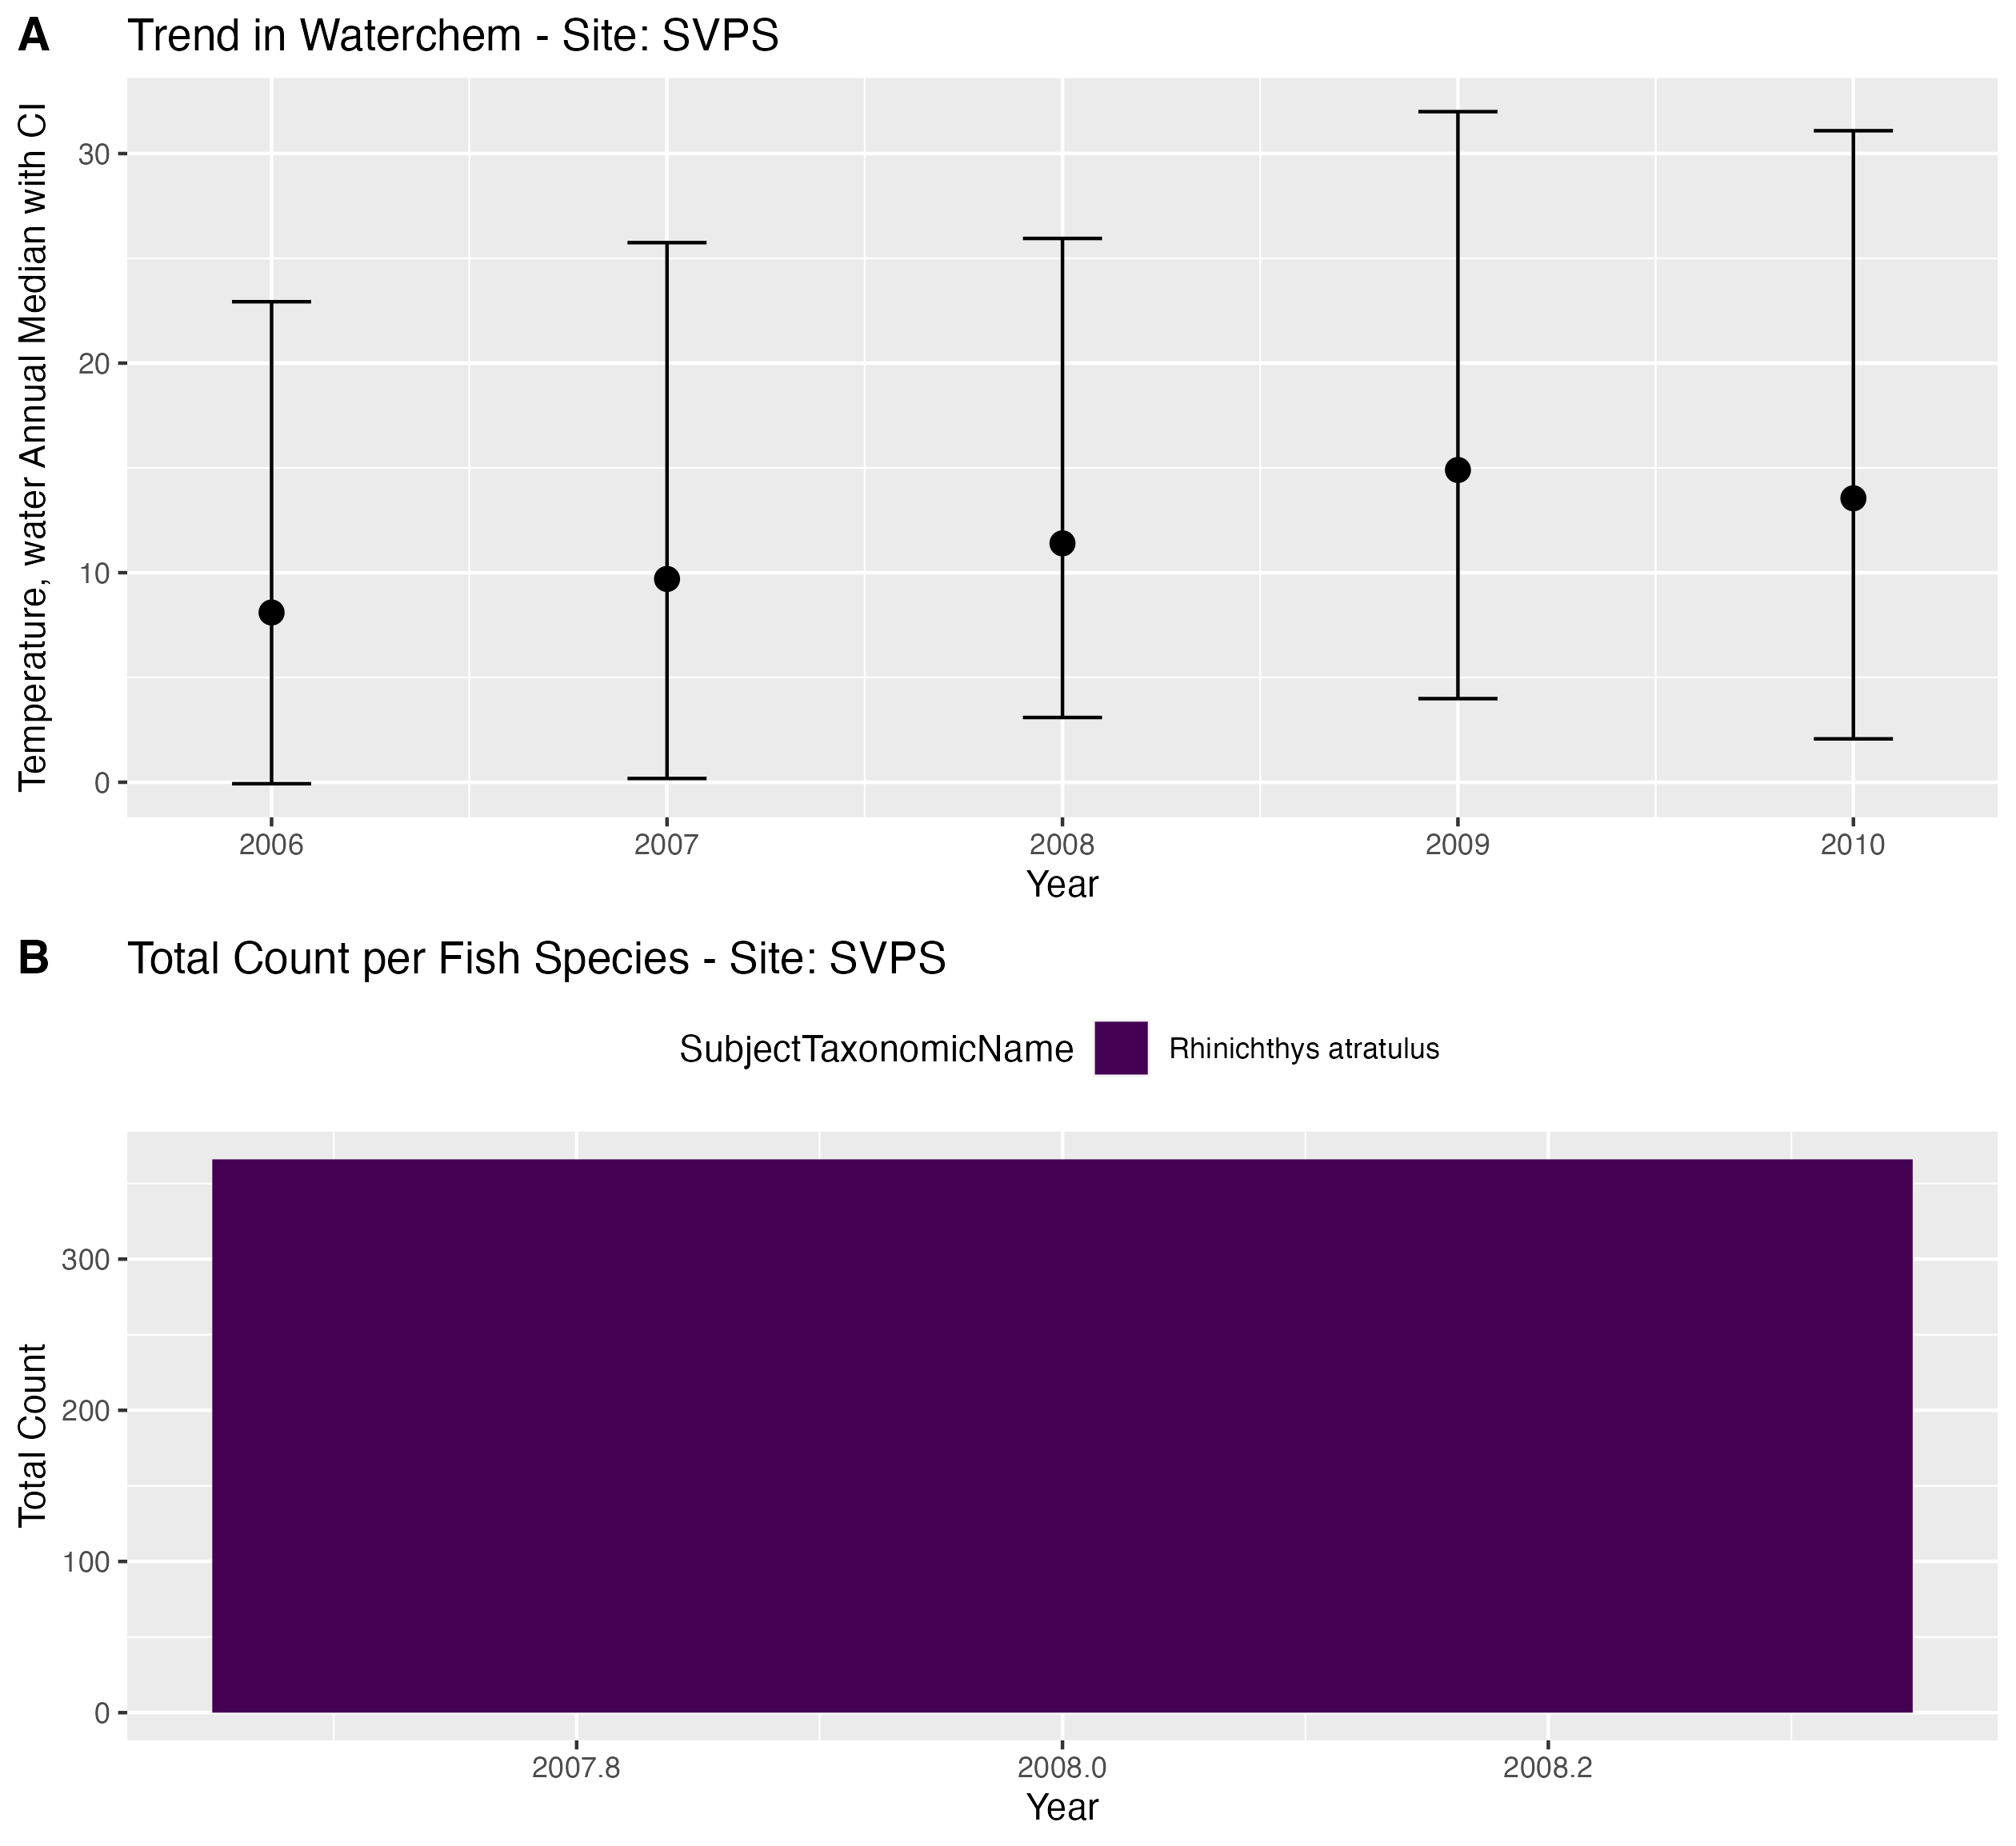 A Trend in Waterchem - Site: SVPS
Temperature, water Annual Median with CI
30
20
10
0
2006 2007 2008 2009 2010
Year
B Total Count per Fish Species - Site: SVPS
SubjectTaxonomicName Rhinichthys atratulus
Total Count
300
200
100
0
2007.8 2008.0 2008.2
Year